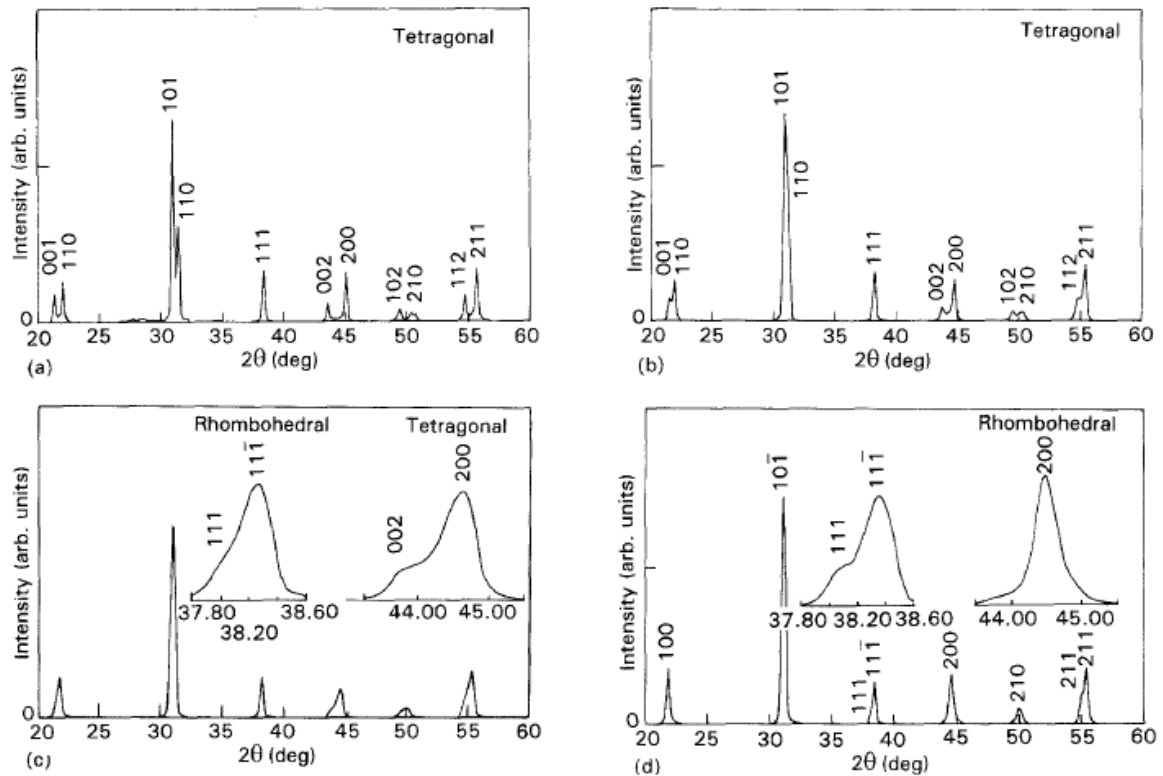 Tetragonal
Intensity (arb. units)
101
110
001
110
111
002
200
102
210
112
211
0
20 25 30 35 40 45 50 55 60
2θ (deg)
(a)
Tetragonal
Intensity (arb. units)
101
110
001
110
111
002
200
102
210
112
211
0
20 25 30 35 40 45 50 55 60
2θ (deg)
(b)
Rhombohedral
Tetragonal
Intensity (arb. units)
111
111̄
002
200
37.80 38.60
38.20
44.00 45.00
0
20 25 30 35 40 45 50 55 60
2θ (deg)
(c)
Rhombohedral
Intensity (arb. units)
101̄
111
111̄
200
37.80 38.20 38.60
44.00 45.00
100
111
111̄
200
210
211
211
0
20 25 30 35 40 45 50 55 60
2θ (deg)
(d)